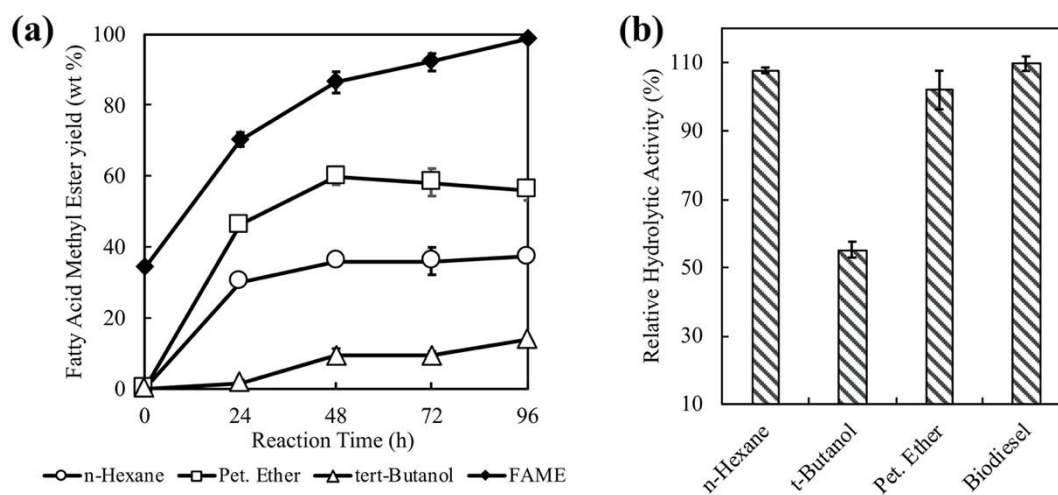 (a)
Fatty Acid Methyl Ester yield (wt %)
100
80
60
40
20
0
0 24 48 72 96
Reaction Time (h)
n-Hexane Pet. Ether tert-Butanol FAME
(b)
Relative Hydrolytic Activity (%)
110
90
70
50
30
10
n-Hexane
t-Butanol
Pet. Ether
Biodiesel